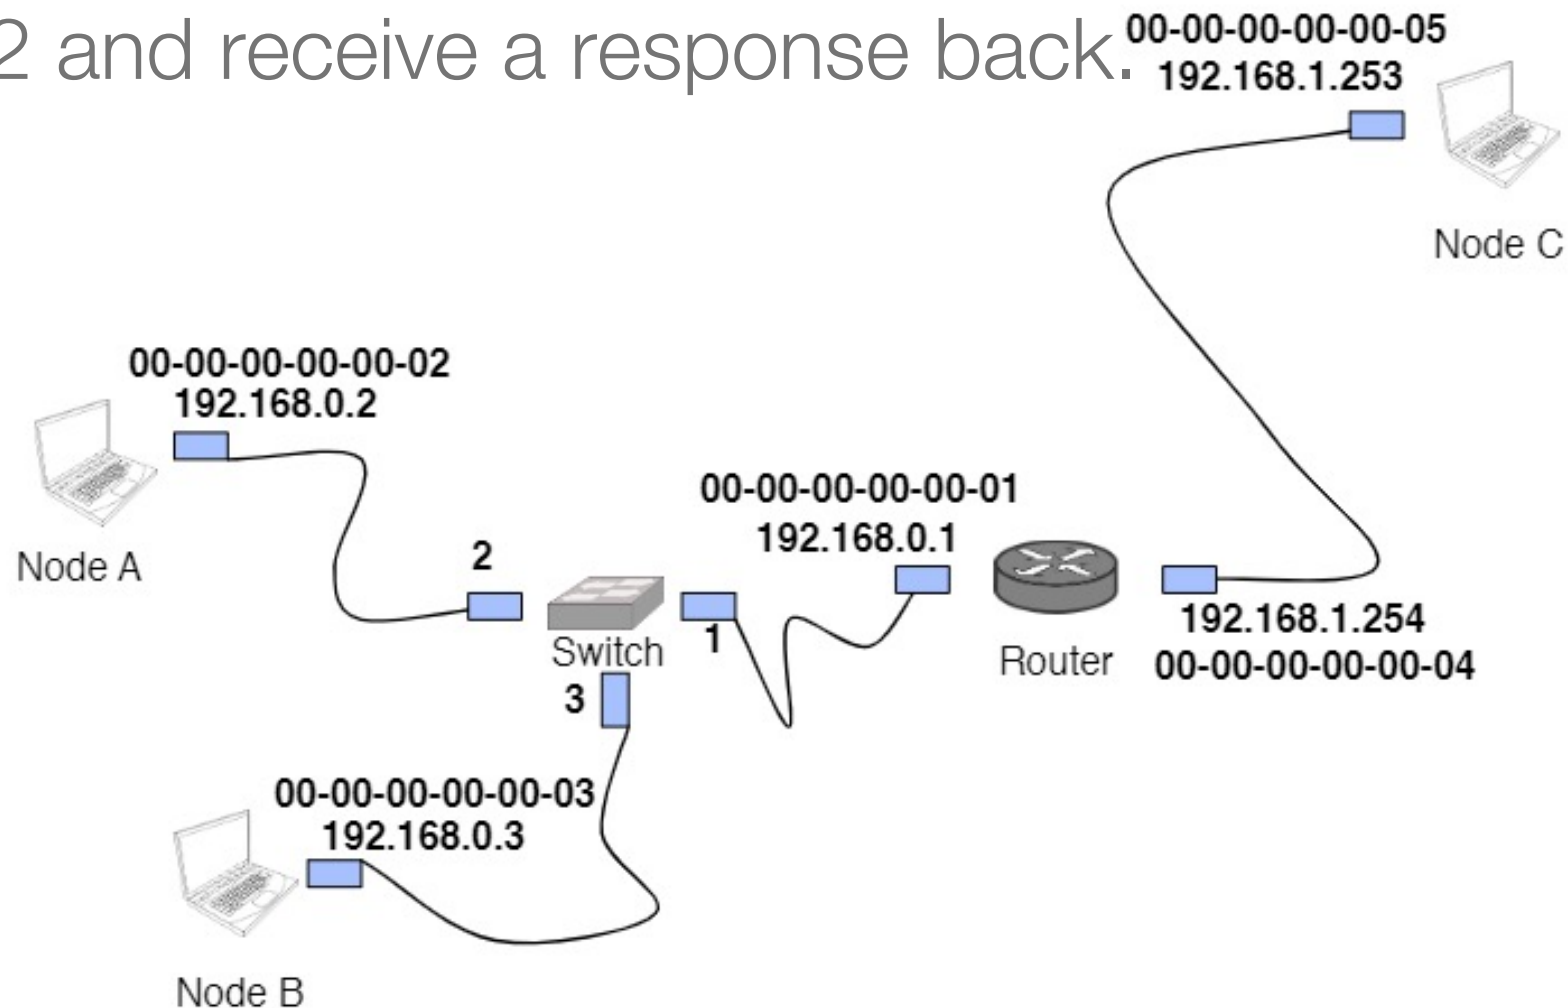 2 and receive a response back.
00-00-00-00-00-05
192.168.1.253
Node C
00-00-00-00-00-02
192.168.0.2
Node A
00-00-00-00-00-01
192.168.0.1
2
Switch
1
Router
192.168.1.254
00-00-00-00-00-04
3
00-00-00-00-00-03
192.168.0.3
Node B